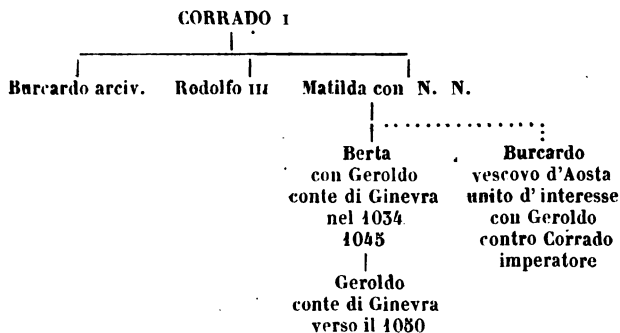 CORRADO I
Burcardo arciv. Rodolfo III Matilda con N. N.
Berta
con Geroldo
conte di Ginevra
nel 1034
1045
Burcardo
vescovo d'Aosta
unito d'interesse
con Geroldo
contro Corrado
imperatore
Geroldo
conte di Ginevra
verso il 1050